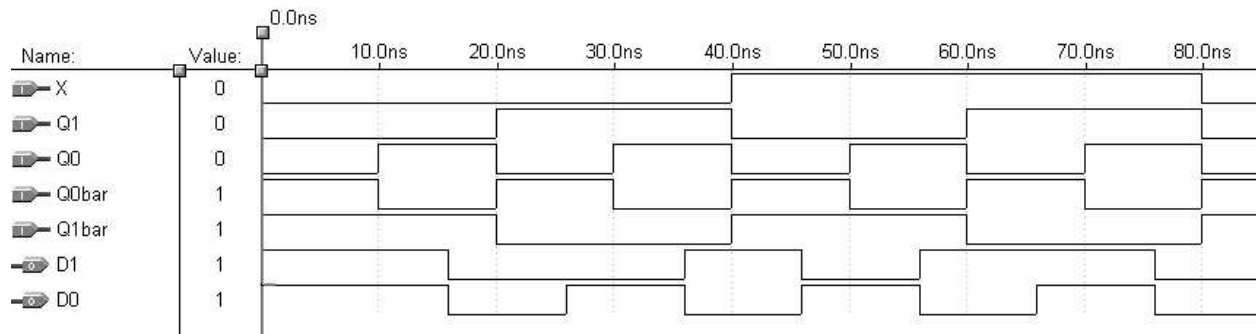 0.0ns
Name: Value: 10.0ns 20.0ns 30.0ns 40.0ns 50.0ns 60.0ns 70.0ns 80.0ns
X 0
Q1 0
Q0 0
Q0bar 1
Q1bar 1
D1 1
D0 1